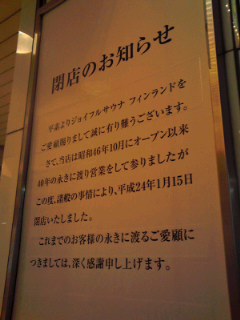 閉店のお知らせ
平素よりジョイフルサウナ フィンランドを
ご愛顧賜りまして誠に有り難うございます。
さて、当店は昭和46年10月にオープン以来
40年の永きに渡り営業をして参りましたが
この度、諸般の事情により、平成24年1月15日
閉店いたしました。
これまでのお客様の永きに渡るご愛顧に
つきましては、深く感謝申し上げます。